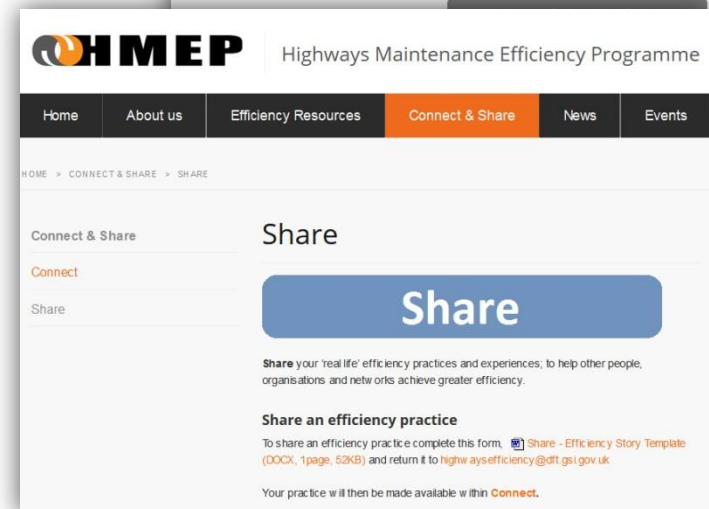 HMEP
Highways Maintenance Efficiency Programme
Home About us Efficiency Resources Connect & Share News Events
HOME > CONNECT & SHARE > SHARE
Connect & Share
Connect
Share
Share
Share
Share your 'real life' efficiency practices and experiences; to help other people,
organisations and networks achieve greater efficiency.
Share an efficiency practice
To share an efficiency practice complete this form, Share - Efficiency Story Template
(DOCX, 1page, 52KB) and return it to highwaysefficiency@dft.gsi.gov.uk
Your practice will then be made available within Connect.